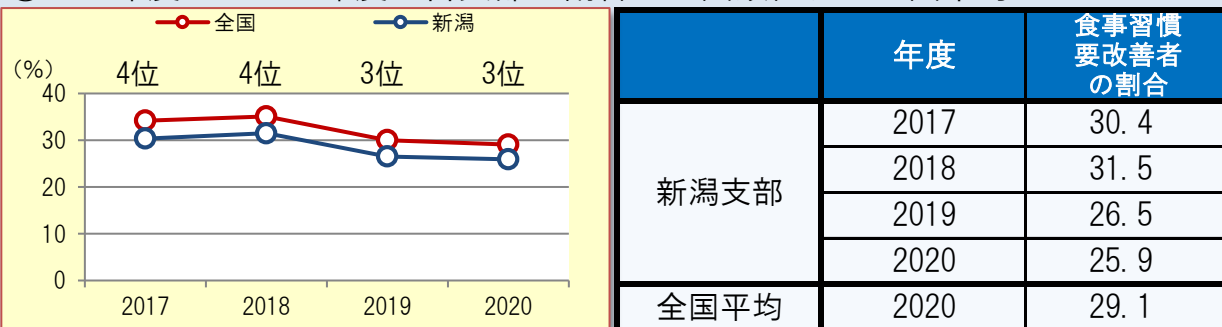 全国 新潟
(%) 4位 4位 3位 3位
40
30
20
10
0
2017 2018 2019 2020
年度 食事習慣
要改善者
の割合
新潟支部
2017 30.4
2018 31.5
2019 26.5
2020 25.9
全国平均 2020 29.1